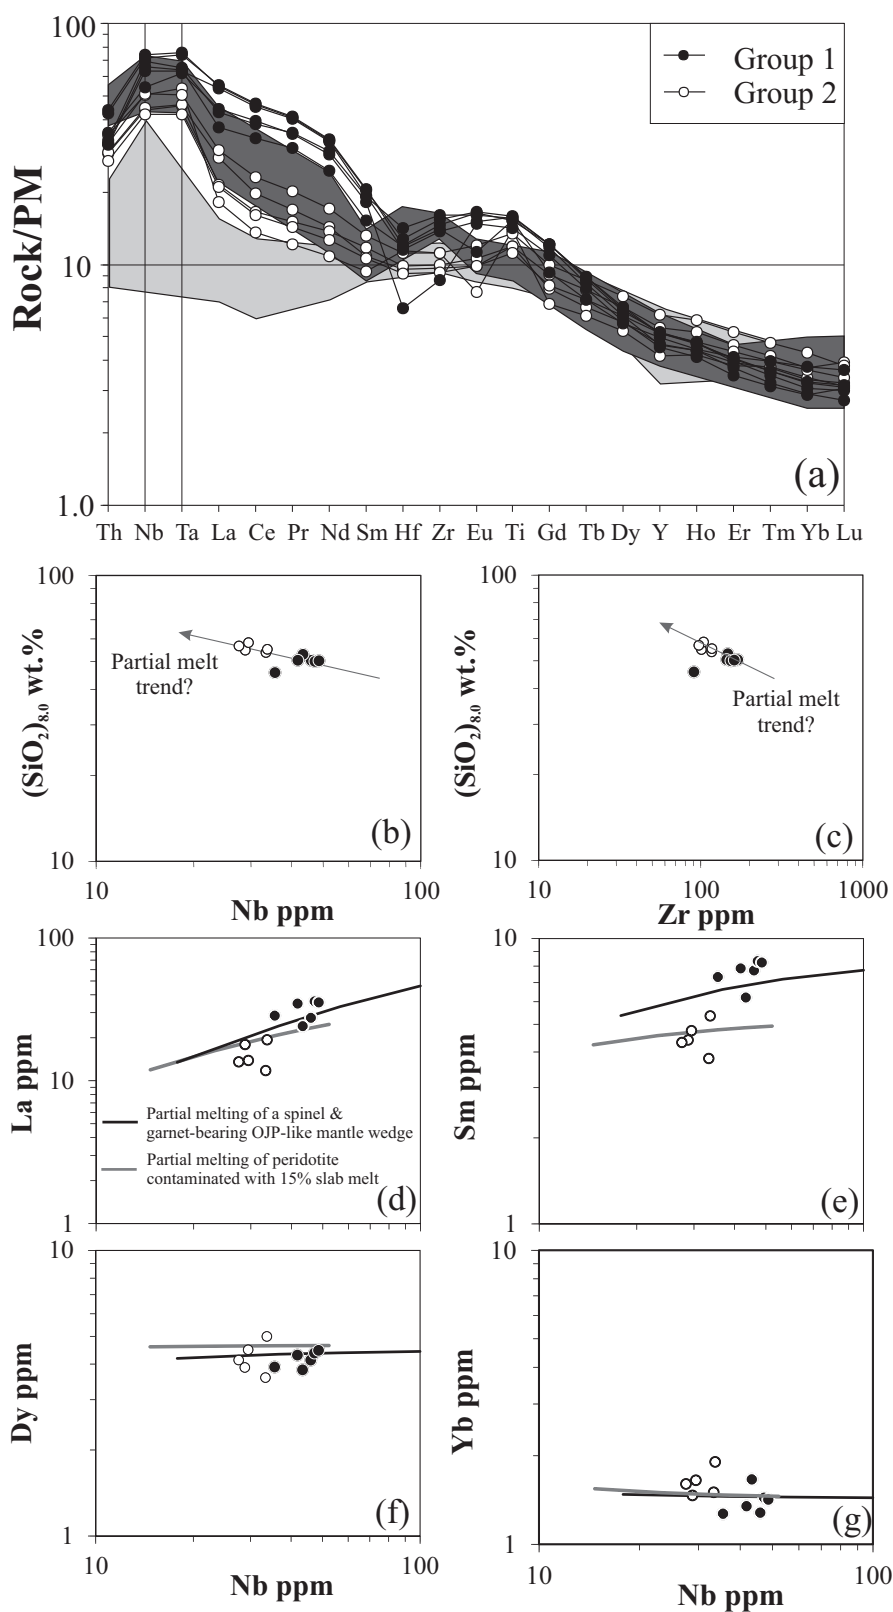 100
Group 1
Group 2
Rock/PM
10
(a)
1.0
Th Nb Ta La Ce Pr Nd Sm Hf Zr Eu Ti Gd Tb Dy Y Ho Er Tm Yb Lu
100
(SiO₂)₈.₀ wt.%
Partial melt
trend?
(b)
10
10
100
Nb ppm
100
(SiO₂)₈.₀ wt.%
Partial melt
trend?
(c)
10
10
100
1000
Zr ppm
100
La ppm
10
Partial melting of a spinel &
garnet-bearing OJP-like mantle wedge
Partial melting of peridotite
contaminated with 15% slab melt
(d)
1
10
Sm ppm
(e)
1
10
Dy ppm
(f)
1
10
100
Nb ppm
10
Yb ppm
(g)
1
10
100
Nb ppm